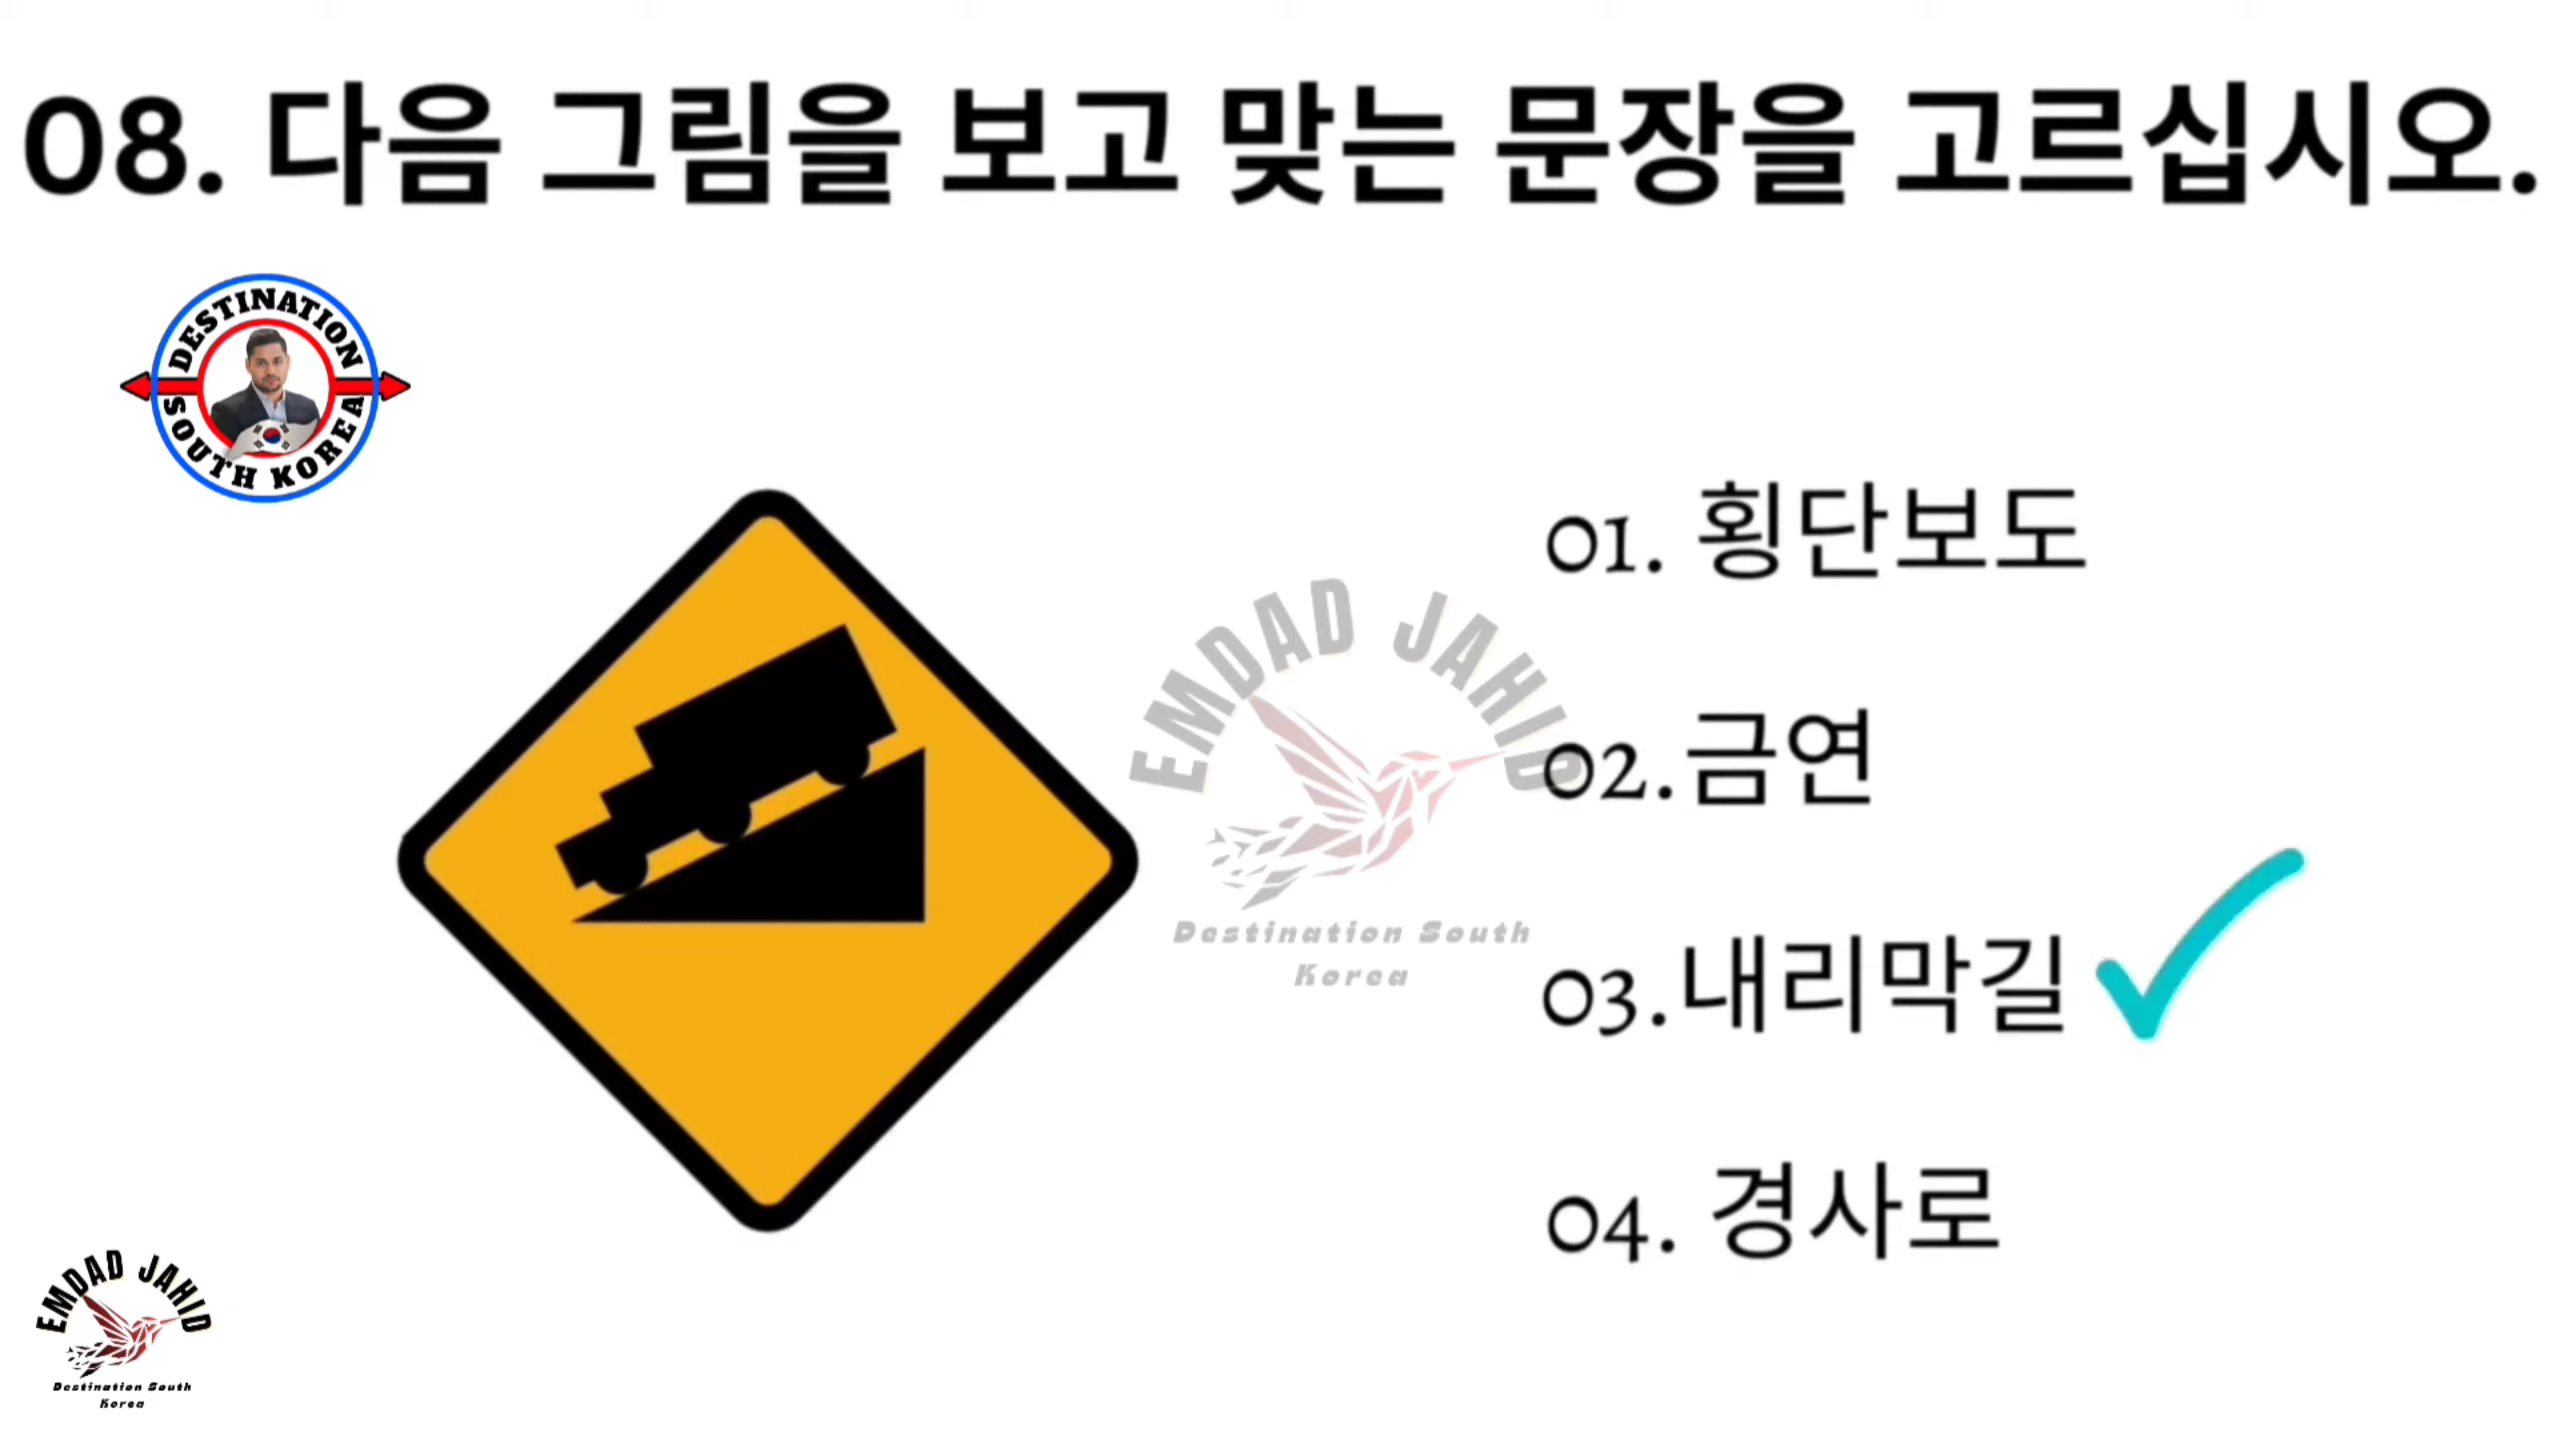 08. 다음 그림을 보고 맞는 문장을 고르십시오.
DESTINATION
SOUTH KOREA
01. 횡단보도
02. 금연
03. 내리막길
04. 경사로
EMDAD JAHID
Destination South
Korea
EMDAD JAHID
Destination South
Korea